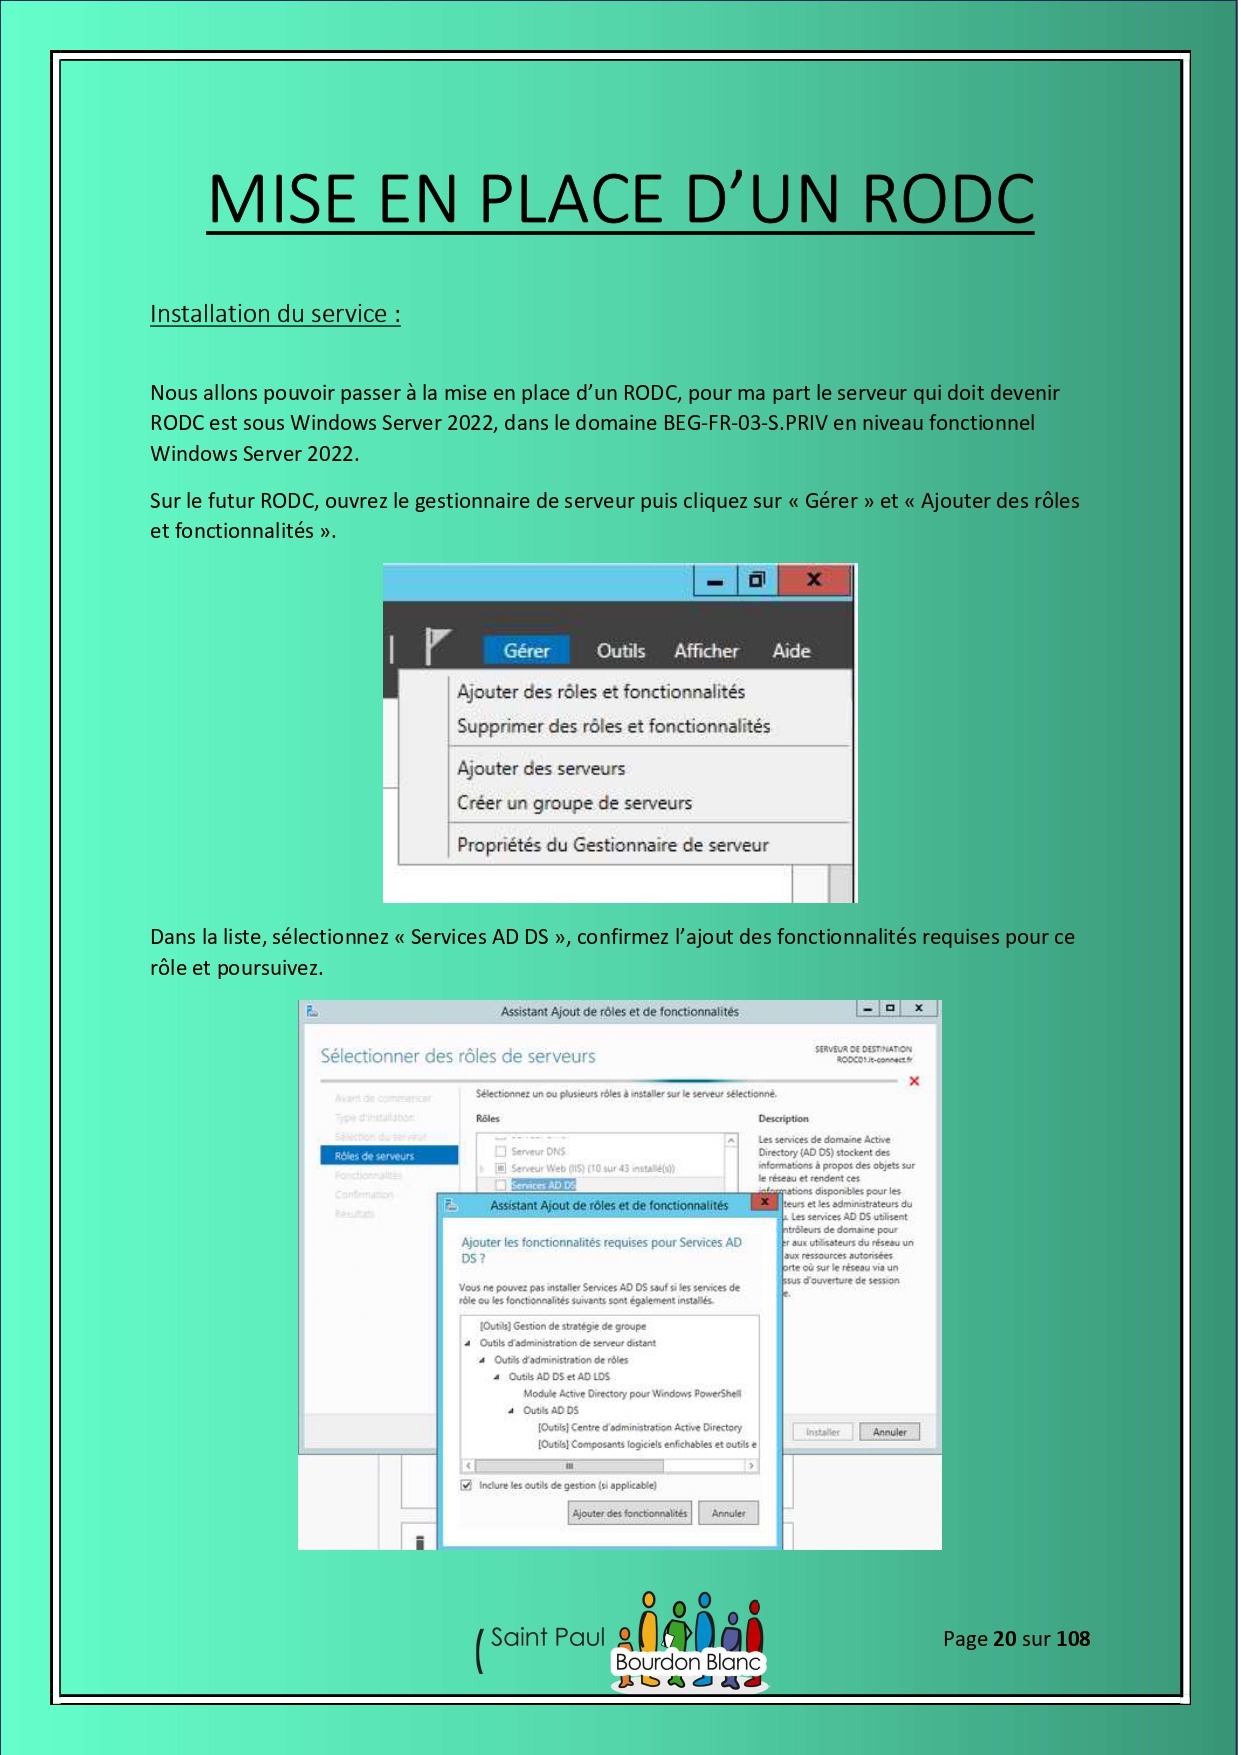 MISE EN PLACE D’UN RODC
Installation du service :
Nous allons pouvoir passer à la mise en place d’un RODC, pour ma part le serveur qui doit devenir
RODC est sous Windows Server 2022, dans le domaine BEG-FR-03-S.PRIV en niveau fonctionnel
Windows Server 2022.
Sur le futur RODC, ouvrez le gestionnaire de serveur puis cliquez sur « Gérer » et « Ajouter des rôles
et fonctionnalités ».
Gérer Outils Afficher Aide
Ajouter des rôles et fonctionnalités
Supprimer des rôles et fonctionnalités
Ajouter des serveurs
Créer un groupe de serveurs
Propriétés du Gestionnaire de serveur
Dans la liste, sélectionnez « Services AD DS », confirmez l’ajout des fonctionnalités requises pour ce
rôle et poursuivez.
Assistant Ajout de rôles et de fonctionnalités
Sélectionner des rôles de serveurs
SERVEUR DE DESTINATION
RODC01.it-connect.fr
Avant de commencer
Type d'installation
Sélection du serveur
Rôles de serveurs
Fonctionnalités
Confirmation
Résultats
Sélectionnez un ou plusieurs rôles à installer sur le serveur sélectionné.
Rôles
Serveur DNS
Serveur Web (IIS) (10 sur 43 installé(s))
Services AD DS
Description
Les services de domaine Active
Directory (AD DS) stockent des
informations à propos des objets sur
le réseau et rendent ces
informations disponibles pour les
teurs et les administrateurs du
. Les services AD DS utilisent
ntrôleurs de domaine pour
er aux utilisateurs du réseau un
aux ressources autorisées
orte où sur le réseau via un
ssus d'ouverture de session
e.
Assistant Ajout de rôles et de fonctionnalités
Ajouter les fonctionnalités requises pour Services AD
DS ?
Vous ne pouvez pas installer Services AD DS sauf si les services de
rôle ou les fonctionnalités suivants sont également installés.
[Outils] Gestion de stratégie de groupe
Outils d'administration de serveur distant
Outils d'administration de rôles
Outils AD DS et AD LDS
Module Active Directory pour Windows PowerShell
Outils AD DS
[Outils] Centre d'administration Active Directory
[Outils] Composants logiciels enfichables et outils e
Inclure les outils de gestion (si applicable)
Ajouter des fonctionnalités Annuler
Installer Annuler
Saint Paul
Bourdon Blanc
Page 20 sur 108